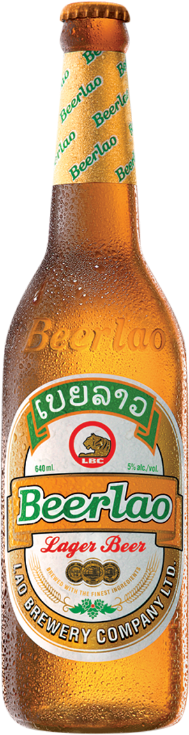 Beerlao
Beerlao
Beerlao
Beerlao
Beerlao
ເບຍລາວ
LBC
640 ml. 5% alc./vol.
Beerlao
Lager Beer
BREWED WITH THE FINEST INGREDIENTS
LAO BREWERY COMPANY LTD.